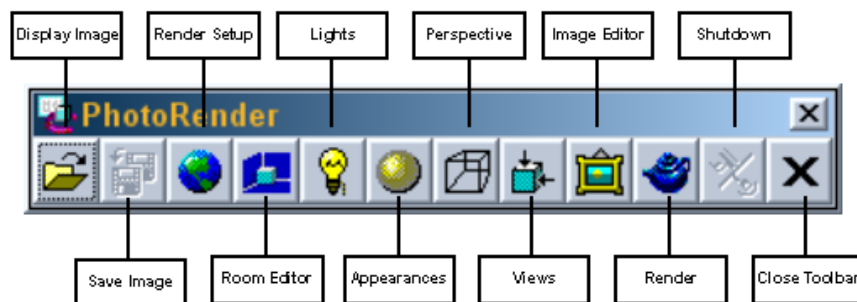 Display Image
Render Setup
Lights
Perspective
Image Editor
Shutdown
PhotoRender
Save Image
Room Editor
Appearances
Views
Render
Close Toolbar